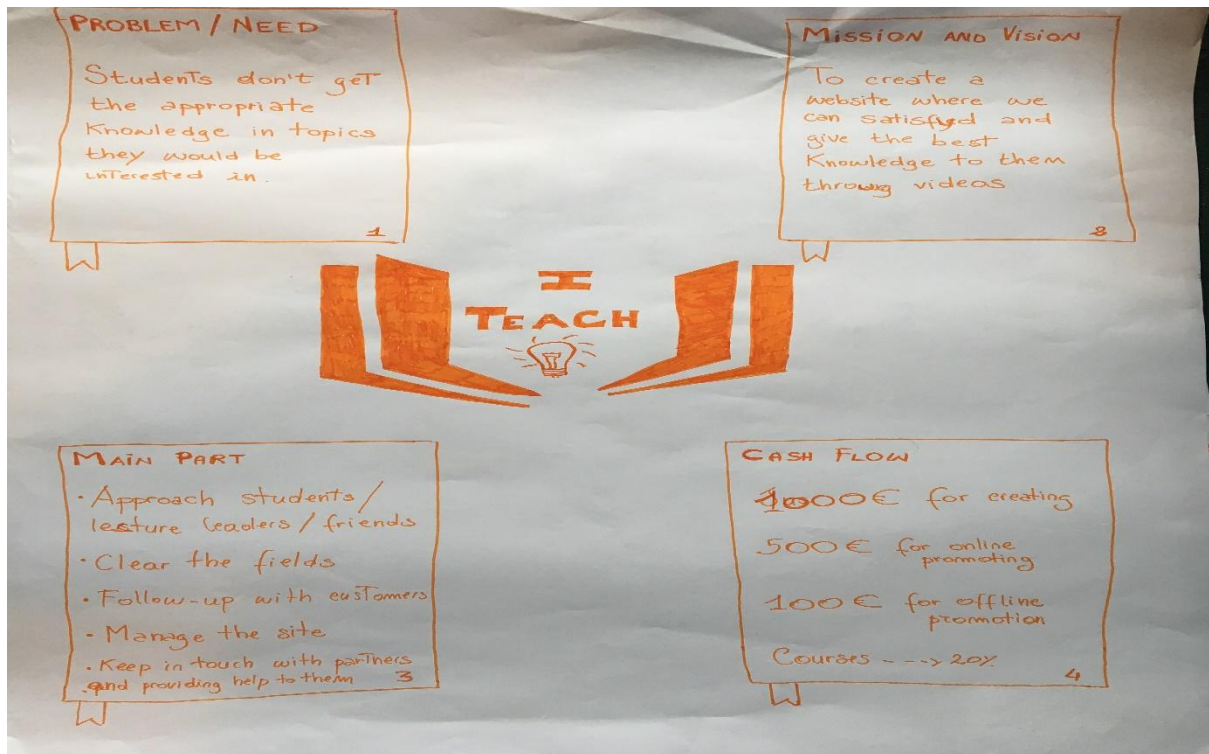 PROBLEM / NEED
Students don't get
the appropriate
Knowledge in topics
they would be
interested in.
1
MISSION AND VISION
To create a
website where we
can satisfyed and
give the best
Knowledge to them
throug videos
2
I
TEACH
MAIN PART
· Approach students/
lesture leaders / friends
· Clear the fields
· Follow-up with customers
· Manage the site
· Keep in touch with partners
and providing help to them
3
CASH FLOW
1000€ for creating
500€ for online
promoting
100€ for offline
promotion
Courses ---> 20%
4